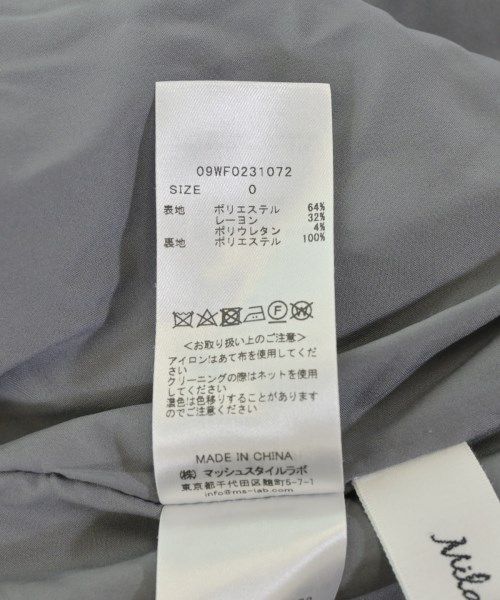 09WF0231072
SIZE 0
表地 ポリエステル 64%
レーヨン 32%
ポリウレタン 4%
裏地 ポリエステル 100%
F W
<お取り扱い上のご注意>
アイロンはあて布を使用してくださ
い
クリーニングの際はネットを使用
してください
濃色は色移りすることがあります
のでご注意ください
MADE IN CHINA
(株)マッシュスタイルラボ
東京都千代田区麹町5-7-1
info@ms-lab.com